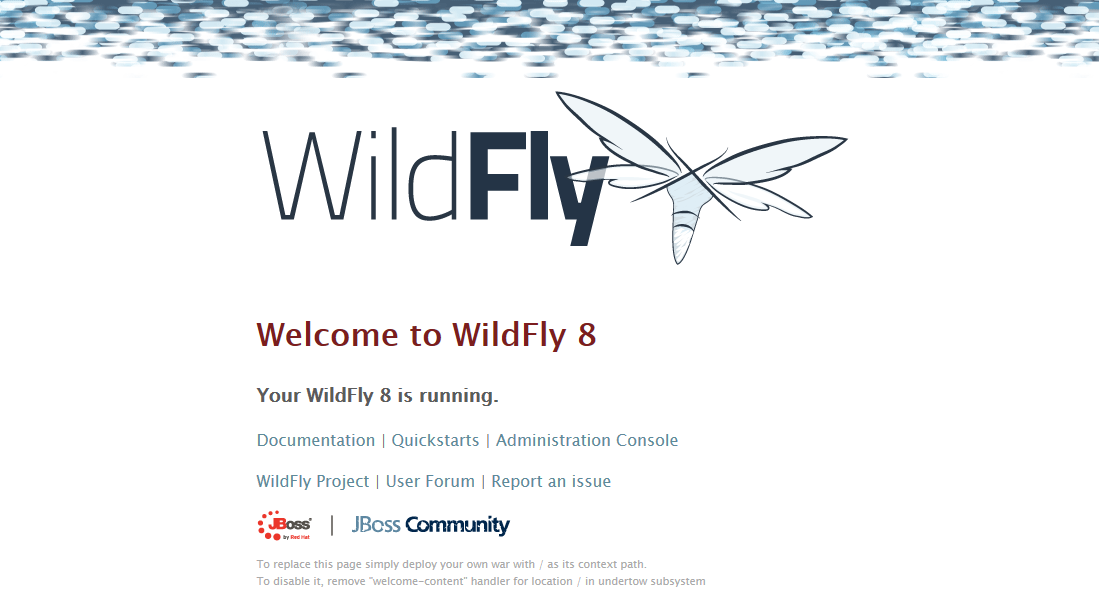 WildFly
Welcome to WildFly 8
Your WildFly 8 is running.
Documentation | Quickstarts | Administration Console
WildFly Project | User Forum | Report an issue
JBoss by Red Hat | JBoss Community
To replace this page simply deploy your own war with / as its context path.
To disable it, remove "welcome-content" handler for location / in undertow subsystem